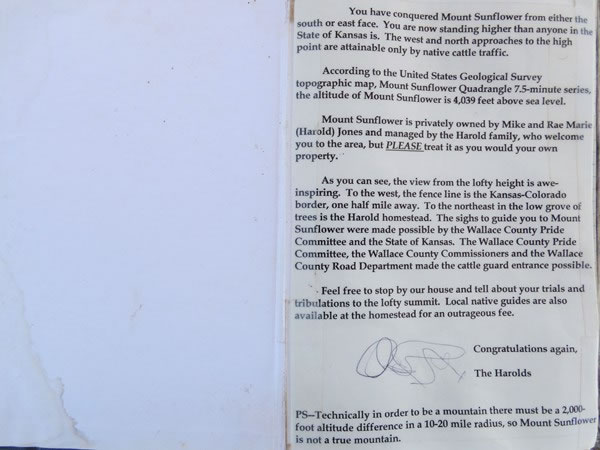 You have conquered Mount Sunflower from either the
south or east face. You are now standing higher than anyone in the
State of Kansas is. The west and north approaches to the high
point are attainable only by native cattle traffic.
According to the United States Geological Survey
topographic map, Mount Sunflower Quadrangle 7.5-minute series,
the altitude of Mount Sunflower is 4,039 feet above sea level.
Mount Sunflower is privately owned by Mike and Rae Marie
(Harold) Jones and managed by the Harold family, who welcome
you to the area, but PLEASE treat it as you would your own
property.
As you can see, the view from the lofty height is awe-
inspiring. To the west, the fence line is the Kansas-Colorado
border, one half mile away. To the northeast in the low grove of
trees is the Harold homestead. The sighs to guide you to Mount
Sunflower were made possible by the Wallace County Pride
Committee and the State of Kansas. The Wallace County Pride
Committee, the Wallace County Commissioners and the Wallace
County Road Department made the cattle guard entrance possible.
Feel free to stop by our house and tell about your trials and
tribulations to the lofty summit. Local native guides are also
available at the homestead for an outrageous fee.
Congratulations again,
The Harolds
PS--Technically in order to be a mountain there must be a 2,000-
foot altitude difference in a 10-20 mile radius, so Mount Sunflower
is not a true mountain.